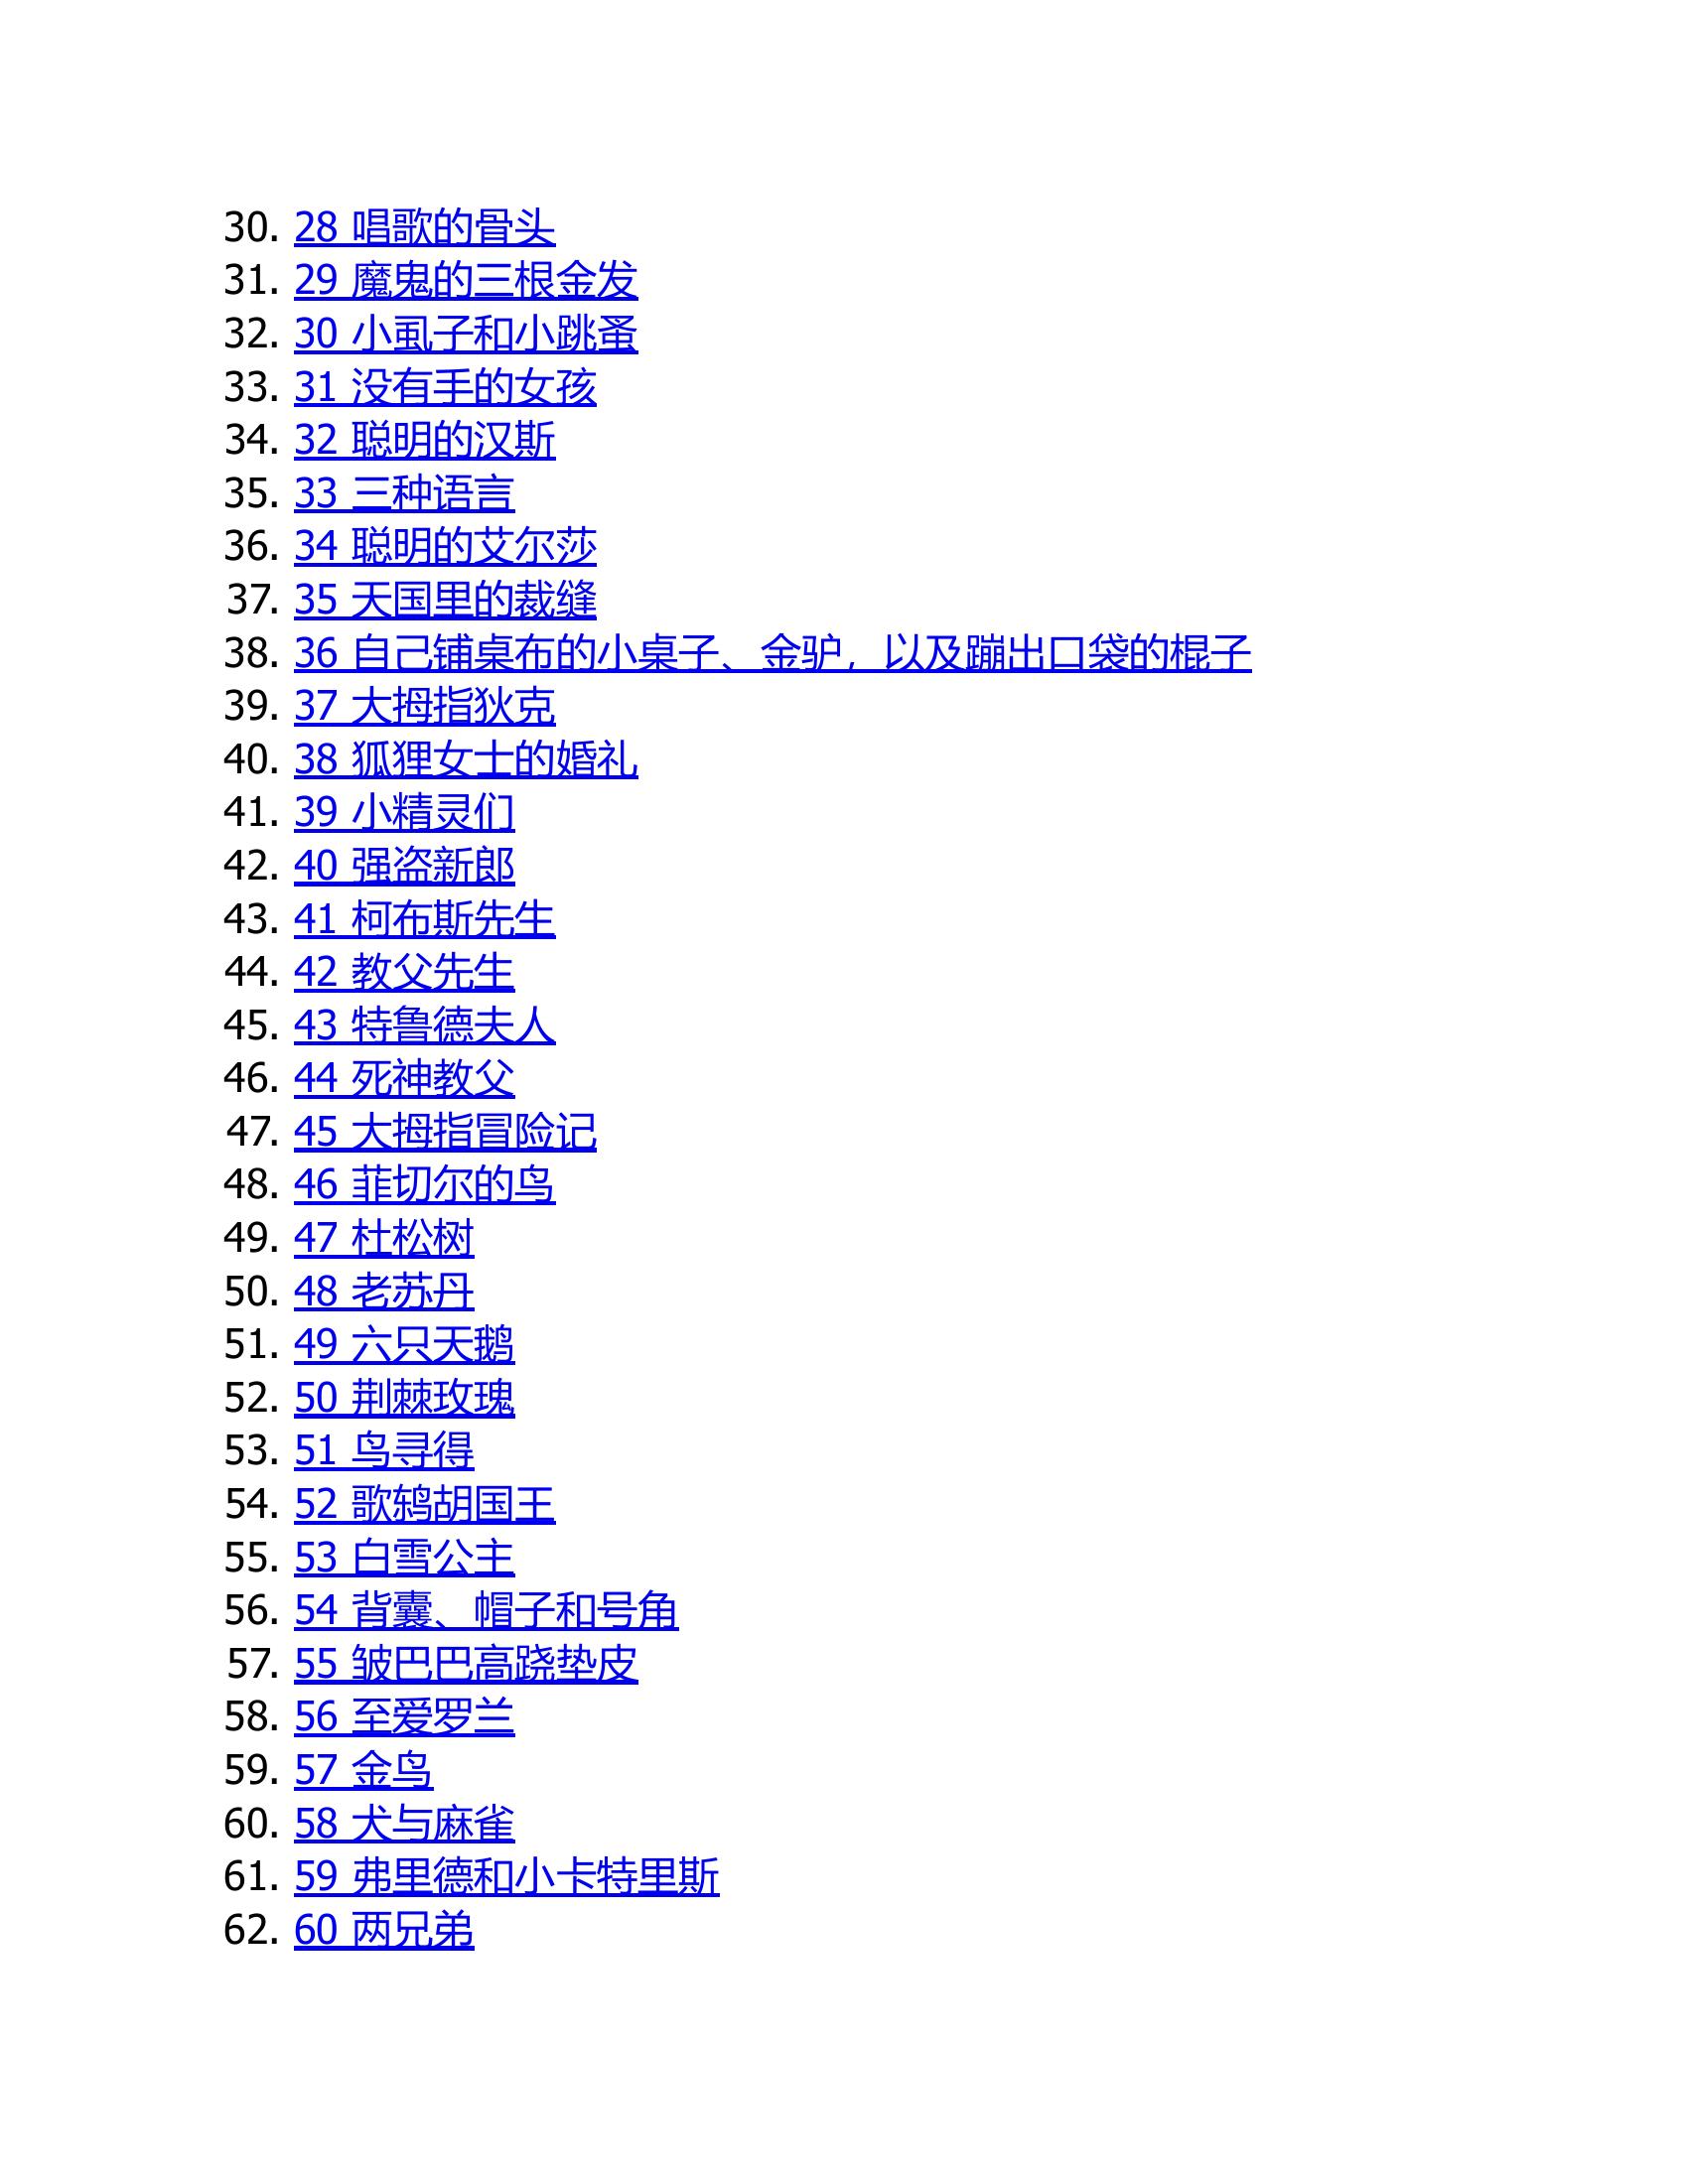 30. 28 唱歌的骨头
31. 29 魔鬼的三根金发
32. 30 小虱子和小跳蚤
33. 31 没有手的女孩
34. 32 聪明的汉斯
35. 33 三种语言
36. 34 聪明的艾尔莎
37. 35 天国里的裁缝
38. 36 自己铺桌布的小桌子、金驴，以及蹦出口袋的棍子
39. 37 大拇指狄克
40. 38 狐狸女士的婚礼
41. 39 小精灵们
42. 40 强盗新郎
43. 41 柯布斯先生
44. 42 教父先生
45. 43 特鲁德夫人
46. 44 死神教父
47. 45 大拇指冒险记
48. 46 菲切尔的鸟
49. 47 杜松树
50. 48 老苏丹
51. 49 六只天鹅
52. 50 荆棘玫瑰
53. 51 鸟寻得
54. 52 歌鸫胡国王
55. 53 白雪公主
56. 54 背囊、帽子和号角
57. 55 皱巴巴高跷垫皮
58. 56 至爱罗兰
59. 57 金鸟
60. 58 犬与麻雀
61. 59 弗里德和小卡特里斯
62. 60 两兄弟